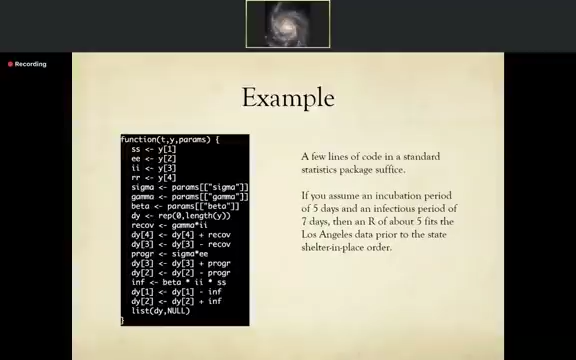 Recording
Example
function(t,y,params) {
ss <- y[1]
ee <- y[2]
ii <- y[3]
rr <- y[4]
sigma <- params[["sigma"]]
gamma <- params[["gamma"]]
beta <- params[["beta"]]
dy <- rep(0,length(y))
recov <- gamma*ii
dy[4] <- dy[4] + recov
dy[3] <- dy[3] - recov
progr <- sigma*ee
dy[3] <- dy[3] + progr
dy[2] <- dy[2] - progr
inf <- beta * ii * ss
dy[1] <- dy[1] - inf
dy[2] <- dy[2] + inf
list(dy,NULL)
}
A few lines of code in a standard
statistics package suffice.
If you assume an incubation period
of 5 days and an infectious period of
7 days, then an R of about 5 fits the
Los Angeles data prior to the state
shelter-in-place order.